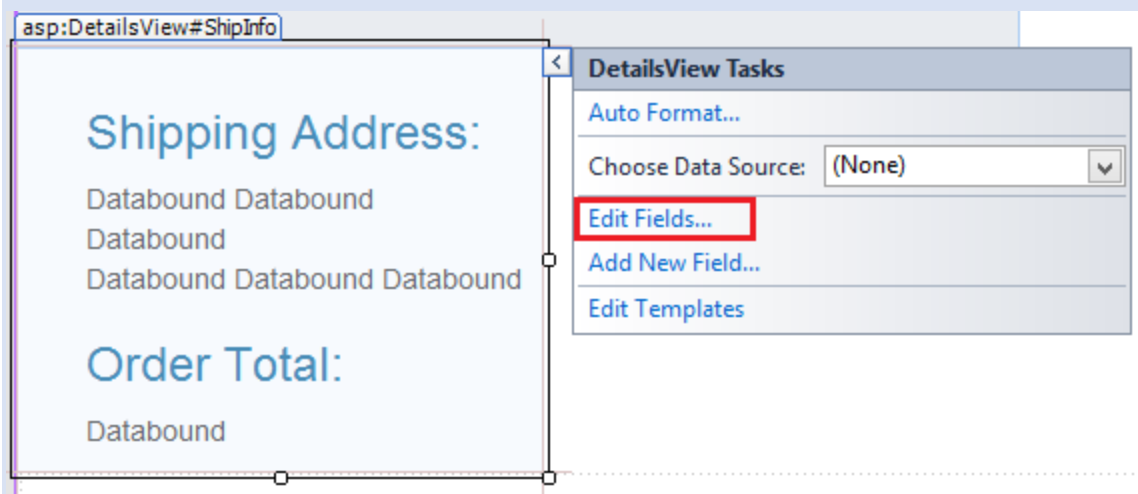 asp:DetailsView#ShipInfo
Shipping Address:
Databound Databound
Databound
Databound Databound Databound
Order Total:
Databound
DetailsView Tasks
Auto Format...
Choose Data Source: (None)
Edit Fields...
Add New Field...
Edit Templates